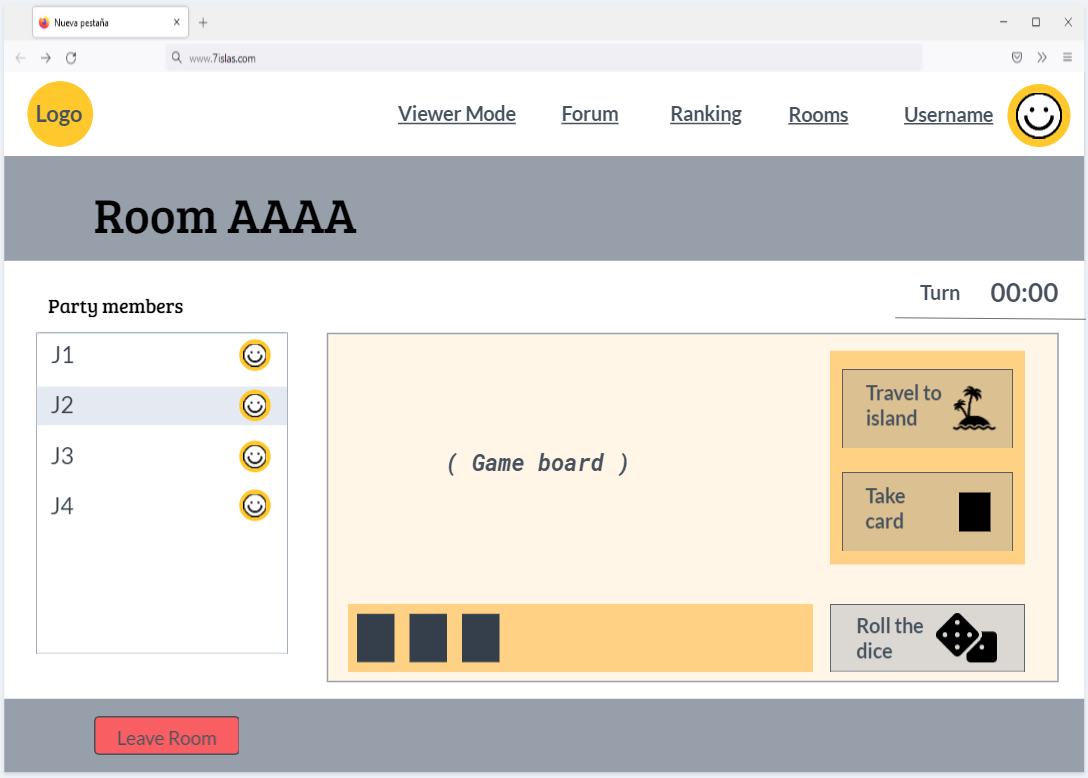 Nueva pestaña
www.7islas.com
Logo
Viewer Mode
Forum
Ranking
Rooms
Username
Room AAAA
Turn 00:00
Party members
J1
J2
J3
J4
( Game board )
Travel to
island
Take
card
Roll the
dice
Leave Room